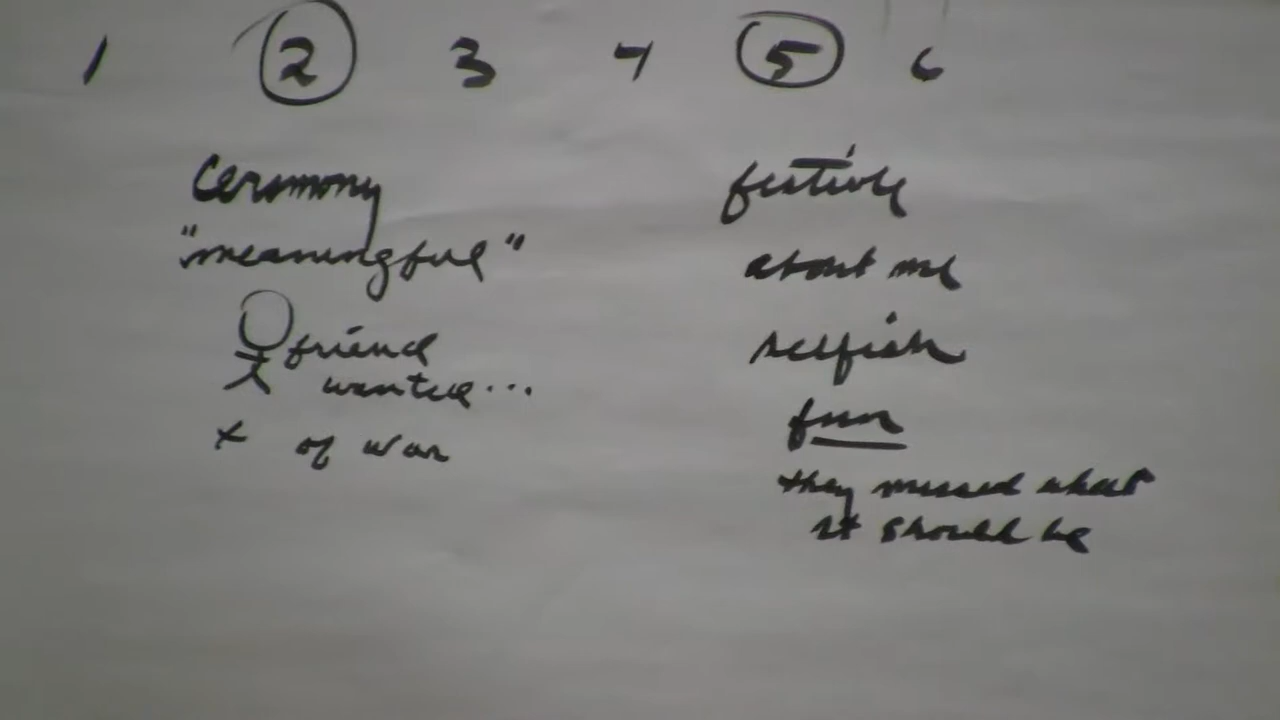 1 2 3 4 5 6
Ceremony
"meaningful"
friend
wanted...
+ of war
festive
about me
selfish
fun
they missed what
it should be